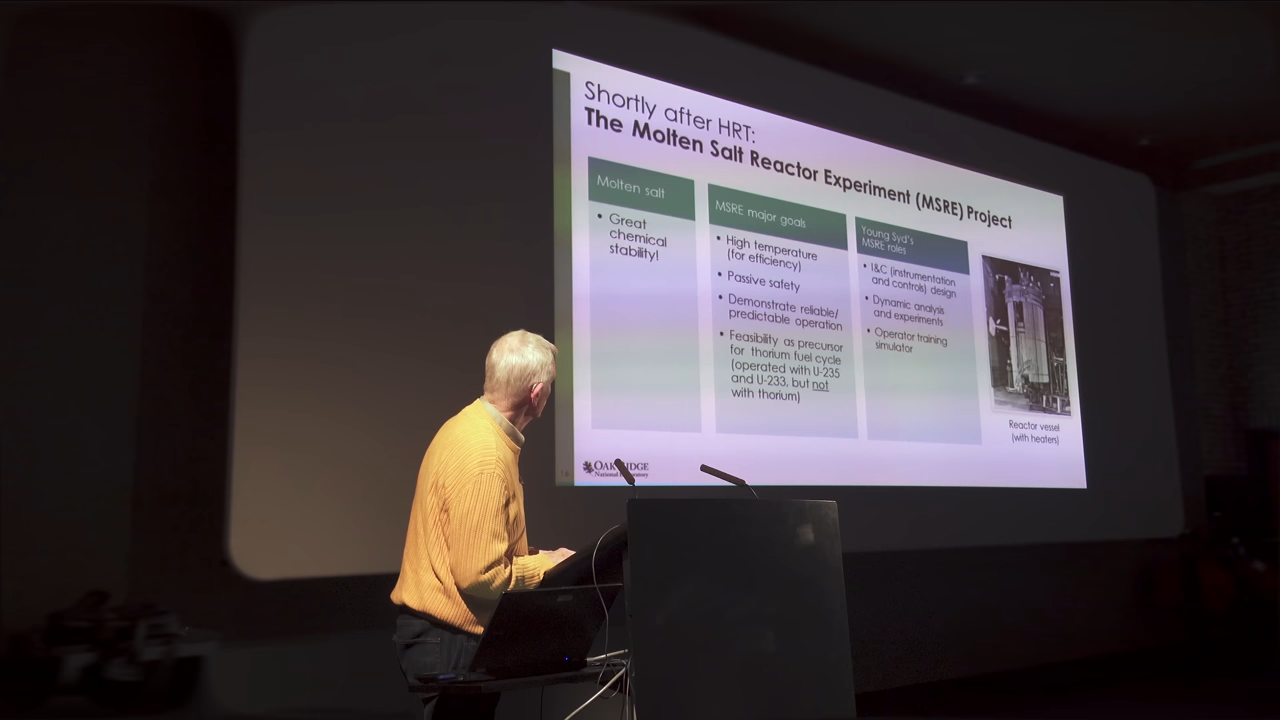 Shortly after HRT:
The Molten Salt Reactor Experiment (MSRE) Project
Molten salt
• Great
chemical
stability!
MSRE major goals
• High temperature
(for efficiency)
• Passive safety
• Demonstrate reliable/
predictable operation
• Feasibility as precursor
for thorium fuel cycle
(operated with U-235
and U-233, but not
with thorium)
Young Syd's
MSRE roles
• I&C (instrumentation
and controls) design
• Dynamic analysis
and experiments
• Operator training
simulator
Reactor vessel
(with heaters)
National Laboratory